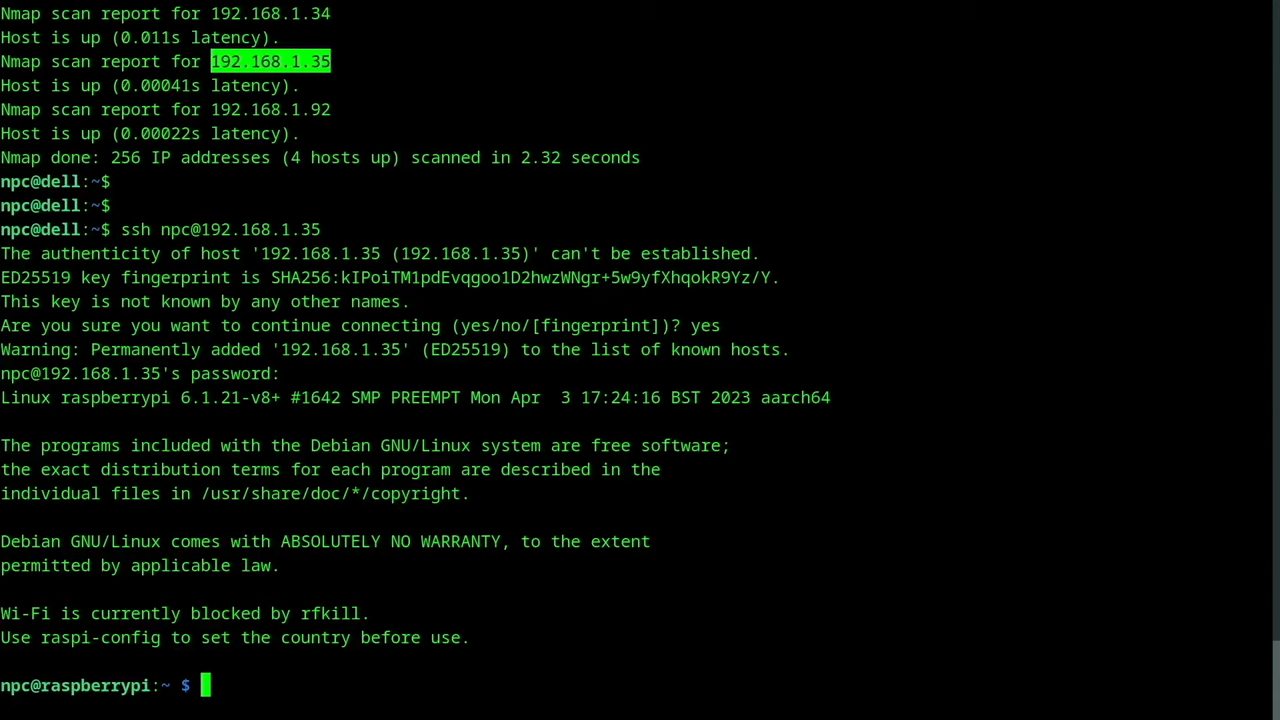 Nmap scan report for 192.168.1.34
Host is up (0.011s latency).
Nmap scan report for 192.168.1.35
Host is up (0.00041s latency).
Nmap scan report for 192.168.1.92
Host is up (0.00022s latency).
Nmap done: 256 IP addresses (4 hosts up) scanned in 2.32 seconds
npc@dell:~$
npc@dell:~$
npc@dell:~$ ssh npc@192.168.1.35
The authenticity of host '192.168.1.35 (192.168.1.35)' can't be established.
ED25519 key fingerprint is SHA256:kIPoiTM1pdEvqgoo1D2hwzWNgr+5w9yfXhqokR9Yz/Y.
This key is not known by any other names.
Are you sure you want to continue connecting (yes/no/[fingerprint])? yes
Warning: Permanently added '192.168.1.35' (ED25519) to the list of known hosts.
npc@192.168.1.35's password:
Linux raspberrypi 6.1.21-v8+ #1642 SMP PREEMPT Mon Apr  3 17:24:16 BST 2023 aarch64

The programs included with the Debian GNU/Linux system are free software;
the exact distribution terms for each program are described in the
individual files in /usr/share/doc/*/copyright.

Debian GNU/Linux comes with ABSOLUTELY NO WARRANTY, to the extent
permitted by applicable law.

Wi-Fi is currently blocked by rfkill.
Use raspi-config to set the country before use.

npc@raspberrypi:~ $